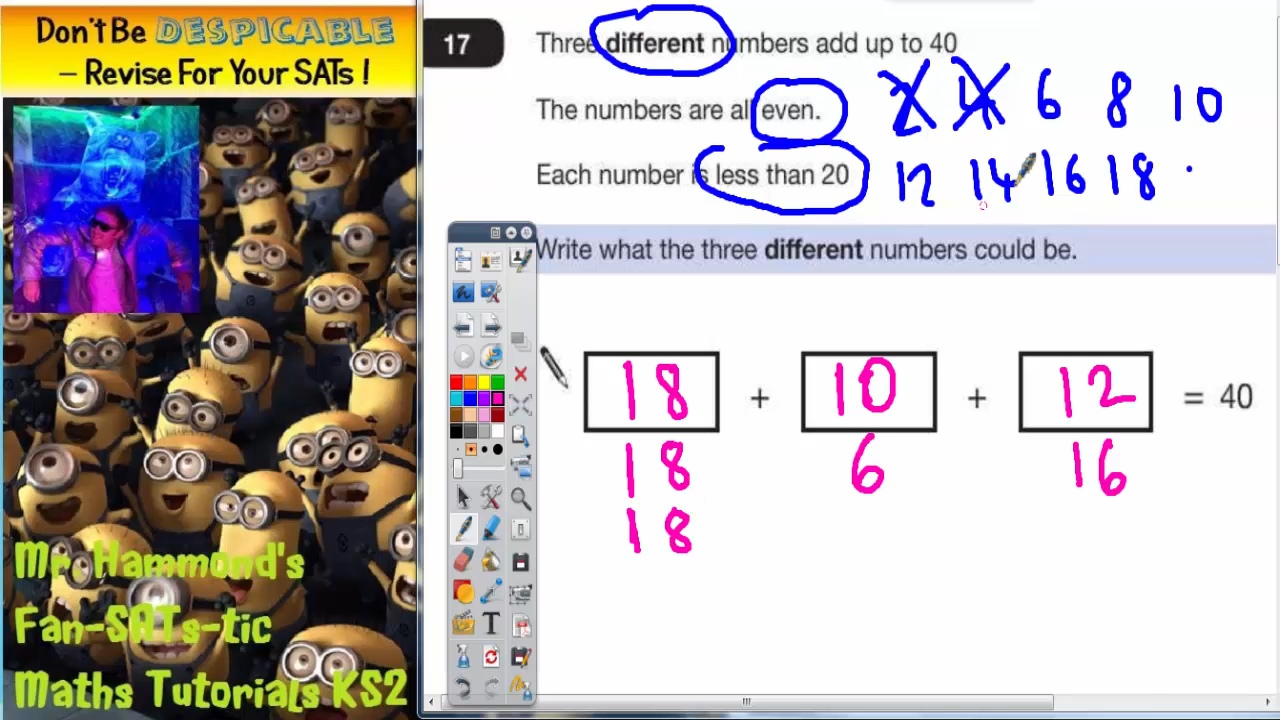 Don't Be DESPICABLE
– Revise For Your SATs !
Mr Hammond's
Fan-SATs-tic
Maths Tutorials KS2
17
Three different numbers add up to 40
The numbers are all even.
Each number is less than 20
2 4 6 8 10
12 14 16 18
Write what the three different numbers could be.
18 + 10 + 12 = 40
18 6 16
18
T